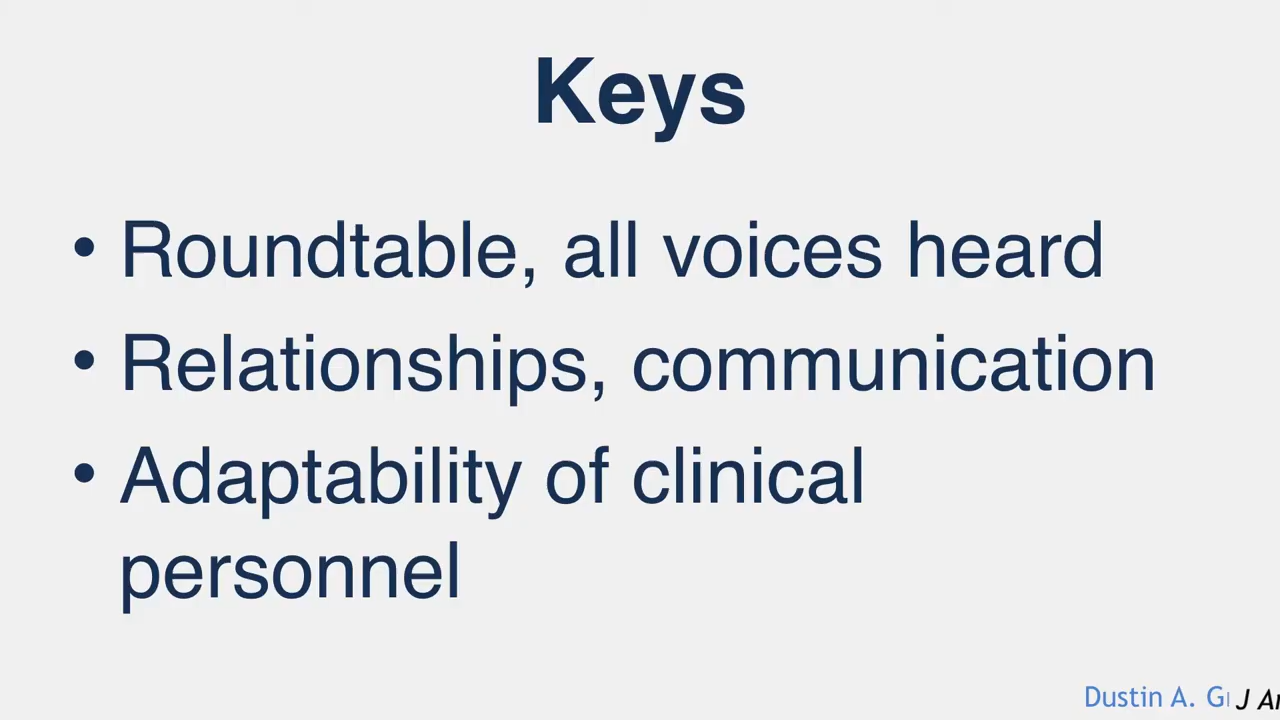 Keys
• Roundtable, all voices heard
• Relationships, communication
• Adaptability of clinical
personnel
Dustin A. J